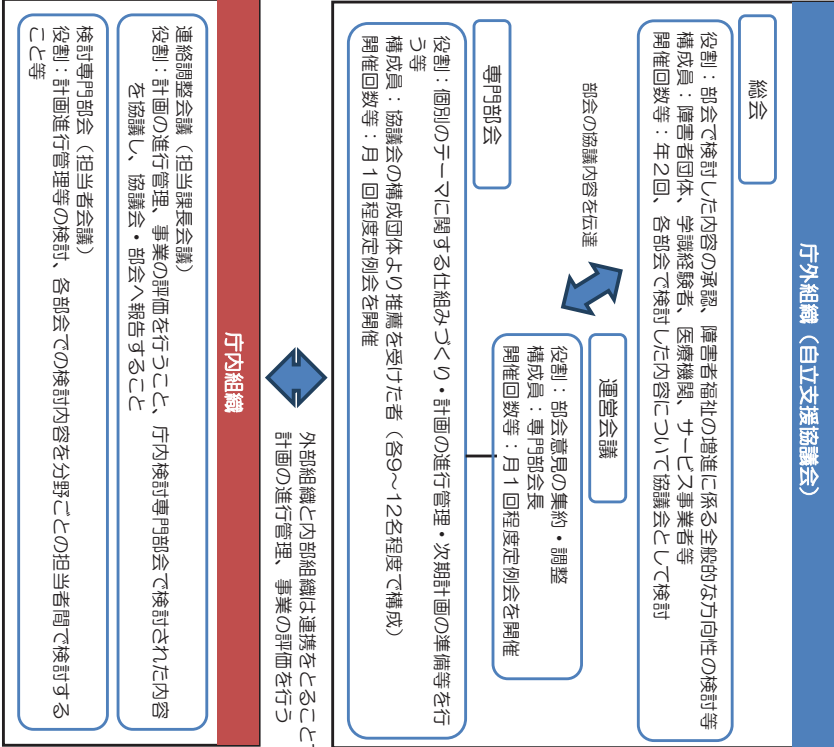 庁外組織（自立支援協議会）
総会
役割：部会で検討した内容の承認、障害者福祉の増進に係る全般的な方向性の検討等
構成員：障害者団体、学識経験者、医療機関、サービス事業者等
開催回数等：年２回、各部会で検討した内容について協議会として検討
部会の協議内容を伝達
運営会議
役割：部会意見の集約・調整
構成員：専門部会長
開催回数等：月１回程度定例会を開催
専門部会
役割：個別のテーマに関する仕組みづくり・計画の進行管理・次期計画の準備等を行
う等
構成員：協議会の構成団体より推薦を受けた者（各9～12名程度で構成）
開催回数等：月１回程度定例会を開催
外部組織と内部組織は連携をとること
計画の進行管理、事業の評価を行う
庁内組織
連絡調整会議（担当課長会議）
役割：計画の進行管理、事業の評価を行うこと、庁内検討専門部会で検討された内容
を協議し、協議会・部会へ報告すること
検討専門部会（担当者会議）
役割：計画進行管理等の検討、各部会での検討内容を分野ごとの担当者間で検討する
こと等